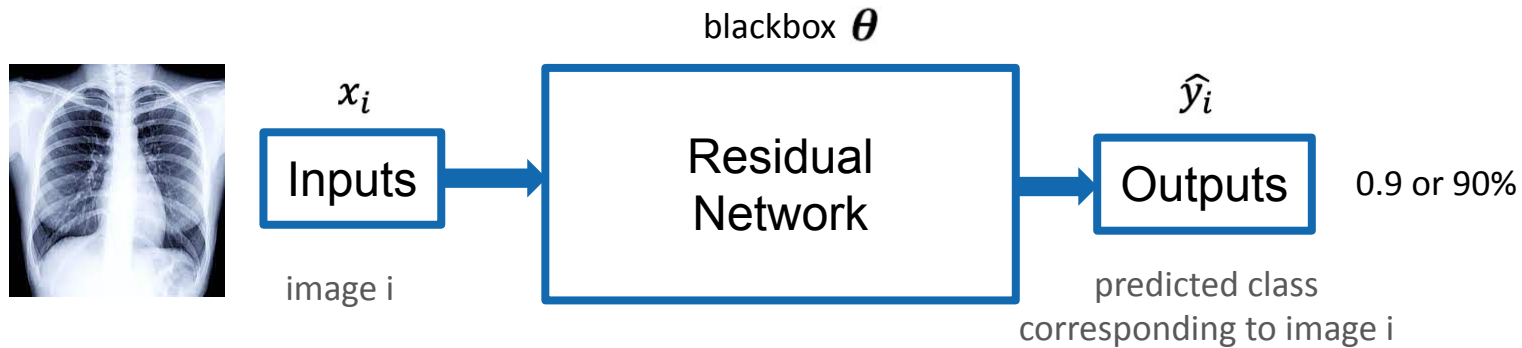 blackbox θ
x_i
Inputs
image i
Residual
Network
ŷ_i
Outputs
predicted class
corresponding to image i
0.9 or 90%